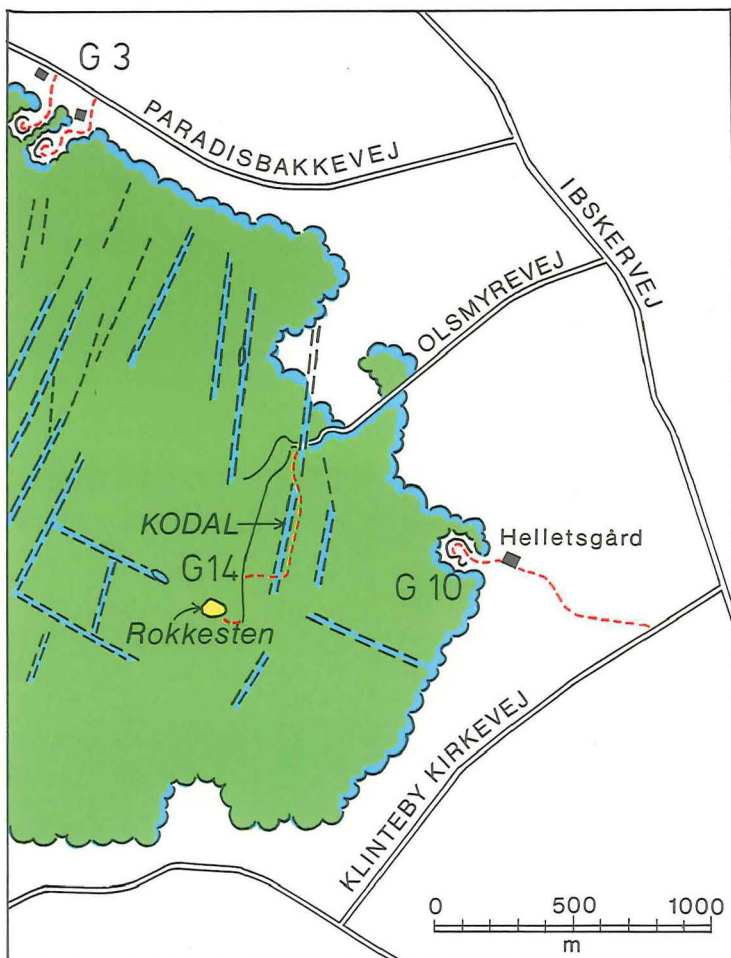 G 3
PARADISBAKKEVEJ
IBSKERVEJ
OLSMYREVEJ
KODAL
Helletsgård
G14
G 10
Rokkesten
KLINTEBY KIRKEVEJ
0 500 1000
m